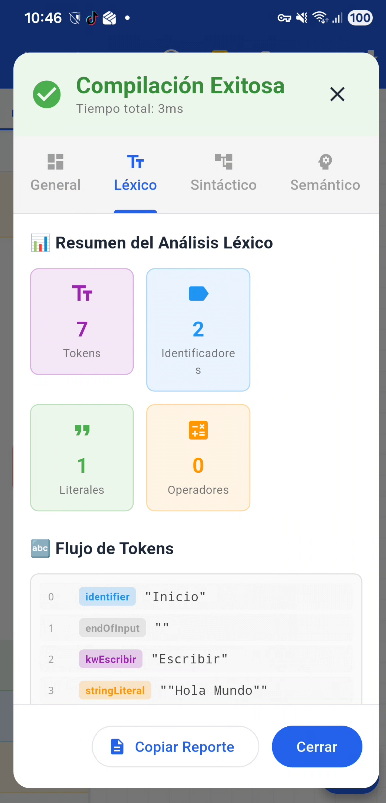 10:46
100
Compilación Exitosa
Tiempo total: 3ms
General
Léxico
Sintáctico
Semántico
📊 Resumen del Análisis Léxico
7
Tokens
2
Identificadore
s
1
Literales
0
Operadores
🔤 Flujo de Tokens
0 identifier "Inicio"
1 endOfInput ""
2 kwEscribir "Escribir"
3 stringLiteral ""Hola Mundo""
Copiar Reporte
Cerrar